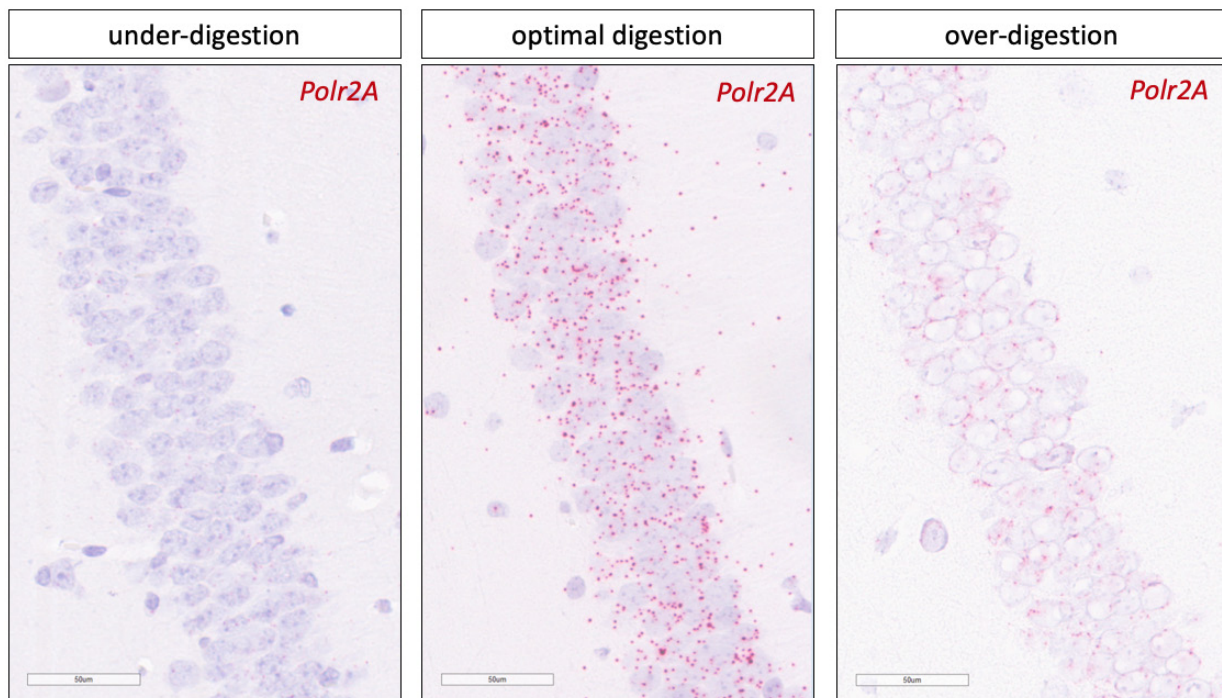 under-digestion
optimal digestion
over-digestion
Polr2A
Polr2A
Polr2A
50um
50um
50um